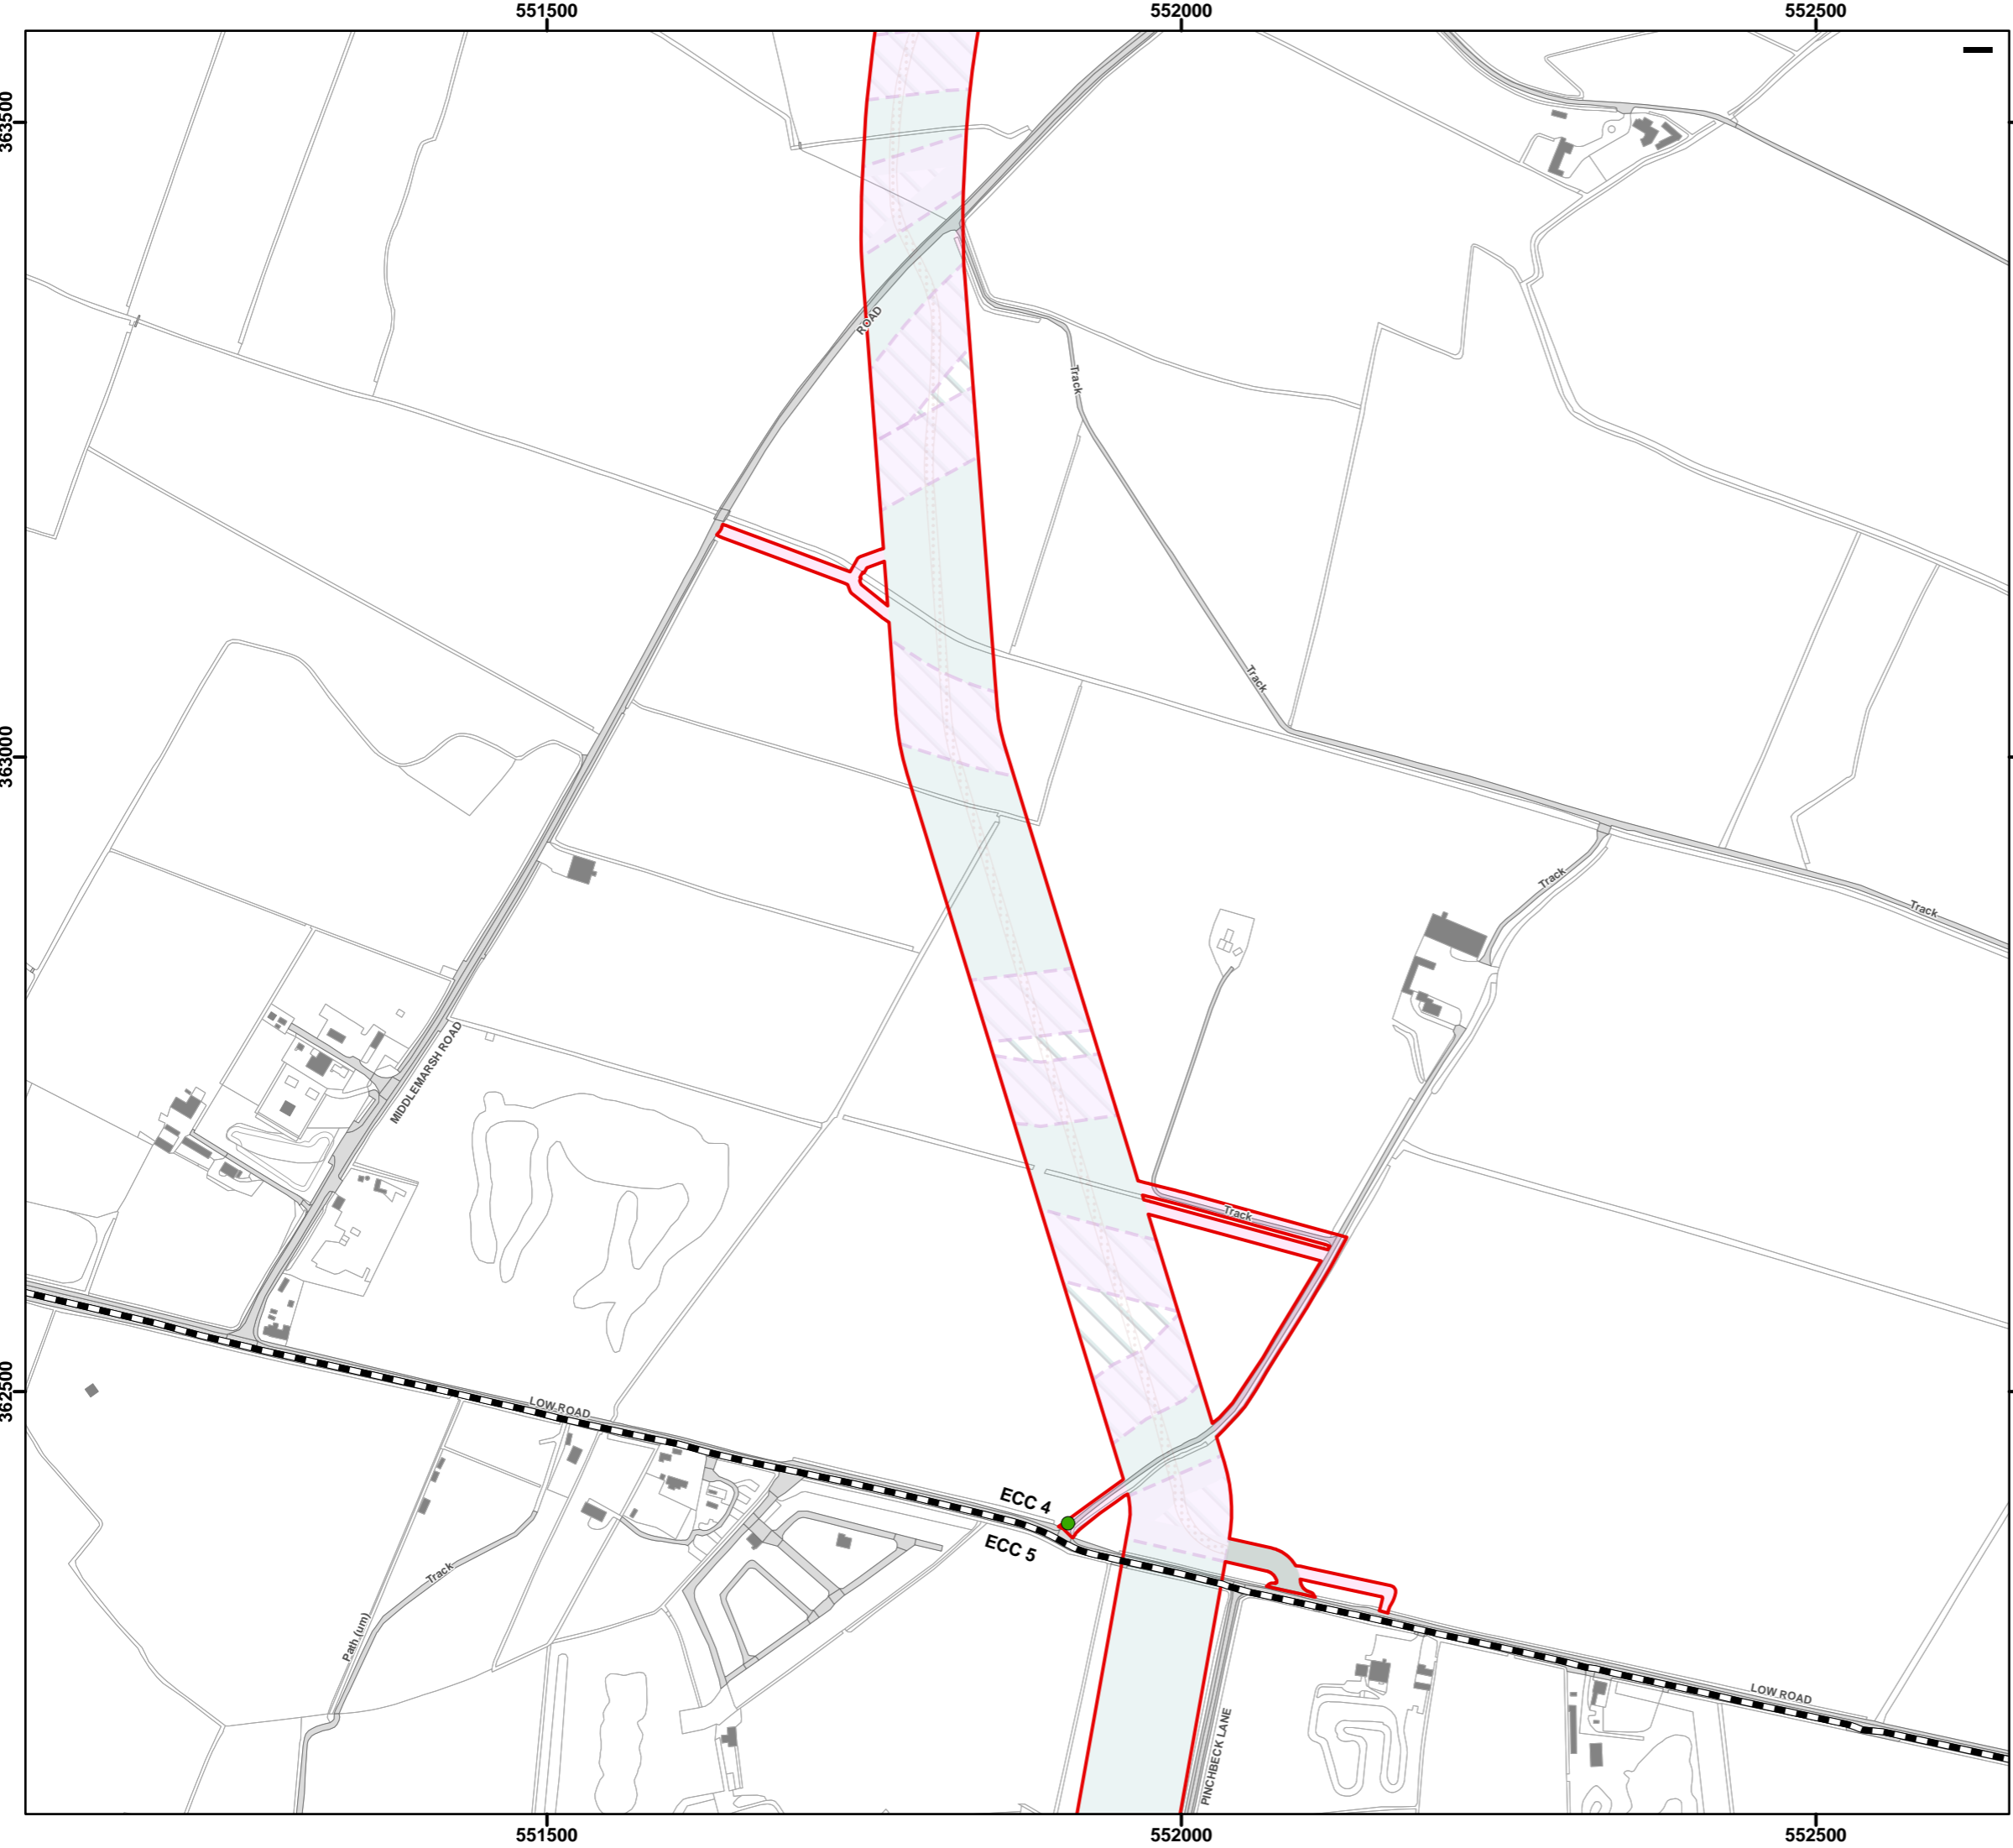 551500
552000
552500
363500
ROAD
Track
Track
363000
Track
Track
MIDDLEMARSH ROAD
Track
362500
LOW ROAD
ECC 4
ECC 5
Track
Path (um)
LOW ROAD
PINCHBECK LANE
551500
552000
552500